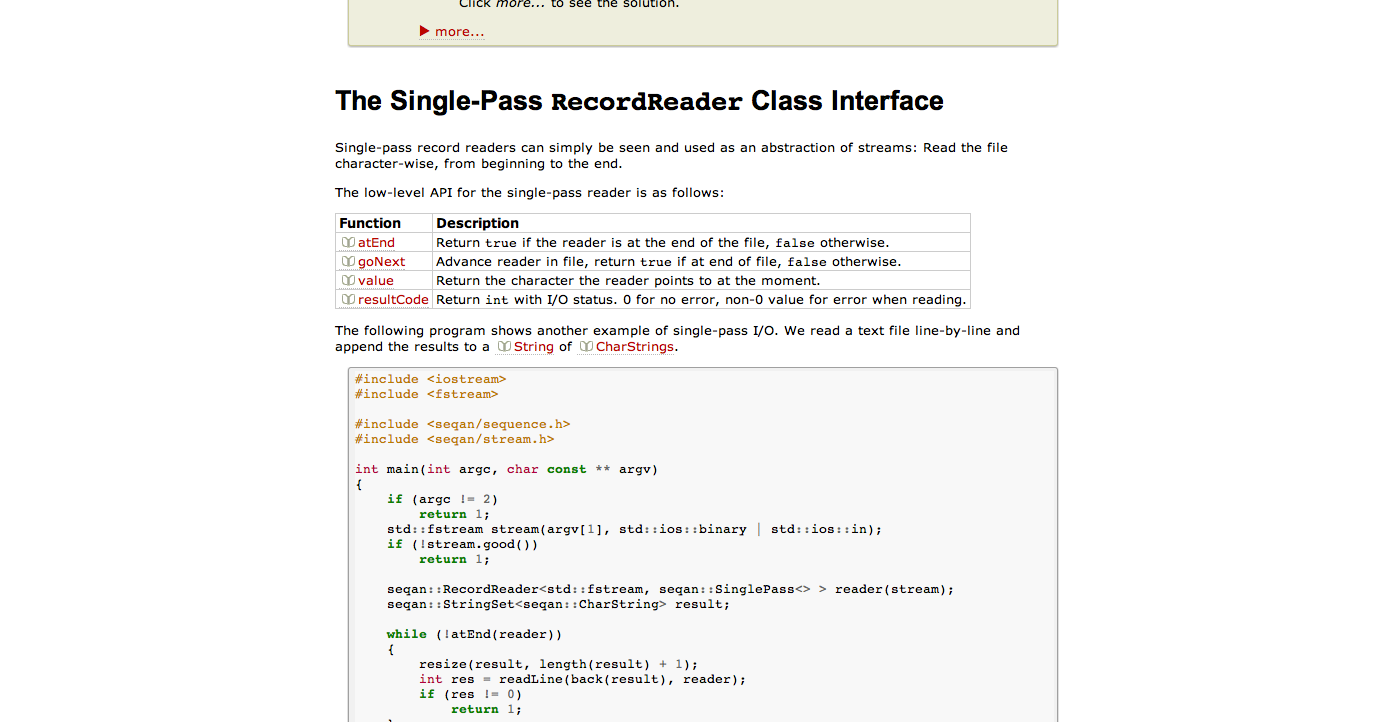 Click more... to see the solution.
▶ more...
The Single-Pass RecordReader Class Interface
Single-pass record readers can simply be seen and used as an abstraction of streams: Read the file
character-wise, from beginning to the end.
The low-level API for the single-pass reader is as follows:
Function Description
atEnd Return true if the reader is at the end of the file, false otherwise.
goNext Advance reader in file, return true if at end of file, false otherwise.
value Return the character the reader points to at the moment.
resultCode Return int with I/O status. 0 for no error, non-0 value for error when reading.
The following program shows another example of single-pass I/O. We read a text file line-by-line and
append the results to a String of CharStrings.
#include <iostream>
#include <fstream>
#include <seqan/sequence.h>
#include <seqan/stream.h>
int main(int argc, char const ** argv)
{
    if (argc != 2)
        return 1;
    std::fstream stream(argv[1], std::ios::binary | std::ios::in);
    if (!stream.good())
        return 1;
    seqan::RecordReader<std::fstream, seqan::SinglePass<> > reader(stream);
    seqan::StringSet<seqan::CharString> result;
    while (!atEnd(reader))
    {
        resize(result, length(result) + 1);
        int res = readLine(back(result), reader);
        if (res != 0)
            return 1;